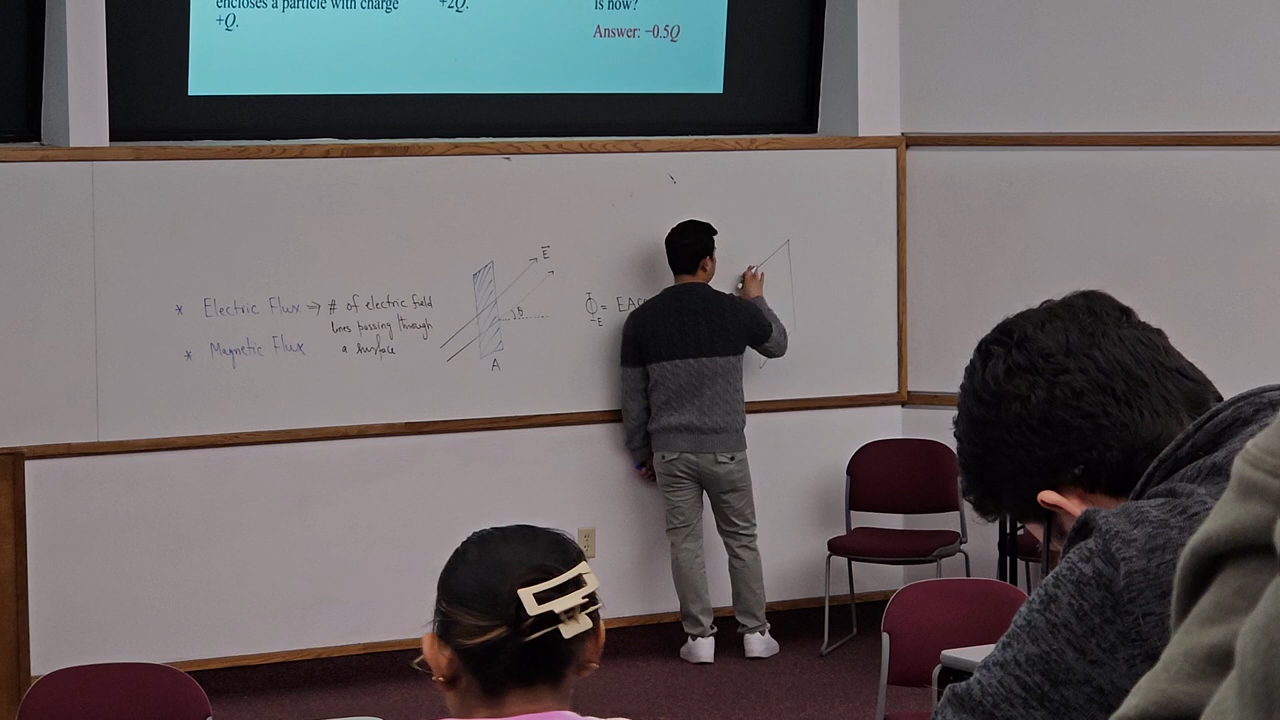 encloses a particle with charge
+Q.
+2Q.
is now?
Answer: −0.5Q
* Electric Flux ⇒ # of electric field
lines passing through
a surface
* Magnetic Flux
E
θ
A
Φ
E
= EA